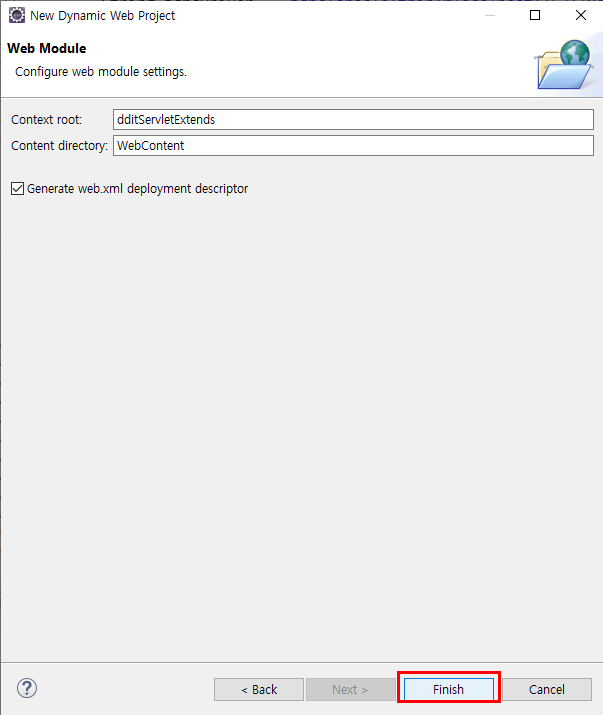 New Dynamic Web Project
Web Module
Configure web module settings.
Context root: dditServletExtends
Content directory: WebContent
Generate web.xml deployment descriptor
? < Back Next > Finish Cancel